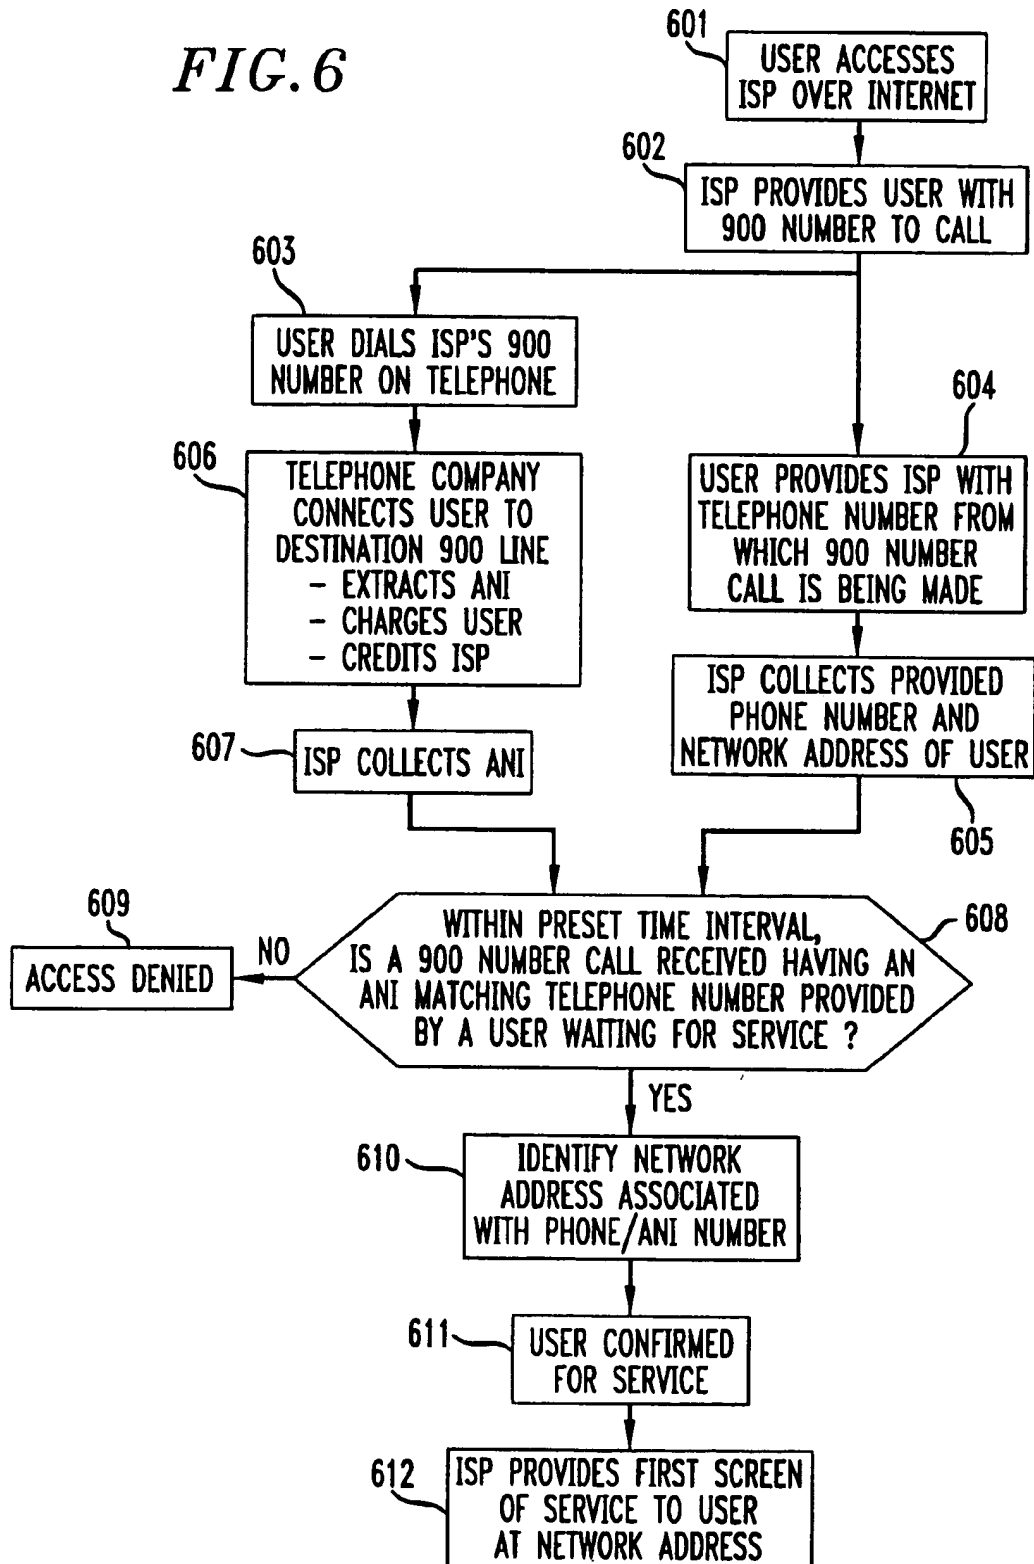 FIG. 6
601
USER ACCESSES
ISP OVER INTERNET
602
ISP PROVIDES USER WITH
900 NUMBER TO CALL
603
USER DIALS ISP'S 900
NUMBER ON TELEPHONE
604
USER PROVIDES ISP WITH
TELEPHONE NUMBER FROM
WHICH 900 NUMBER
CALL IS BEING MADE
606
TELEPHONE COMPANY
CONNECTS USER TO
DESTINATION 900 LINE
- EXTRACTS ANI
- CHARGES USER
- CREDITS ISP
ISP COLLECTS PROVIDED
PHONE NUMBER AND
NETWORK ADDRESS OF USER
605
607
ISP COLLECTS ANI
608
WITHIN PRESET TIME INTERVAL,
IS A 900 NUMBER CALL RECEIVED HAVING AN
ANI MATCHING TELEPHONE NUMBER PROVIDED
BY A USER WAITING FOR SERVICE ?
609
NO
ACCESS DENIED
YES
610
IDENTIFY NETWORK
ADDRESS ASSOCIATED
WITH PHONE/ANI NUMBER
611
USER CONFIRMED
FOR SERVICE
612
ISP PROVIDES FIRST SCREEN
OF SERVICE TO USER
AT NETWORK ADDRESS